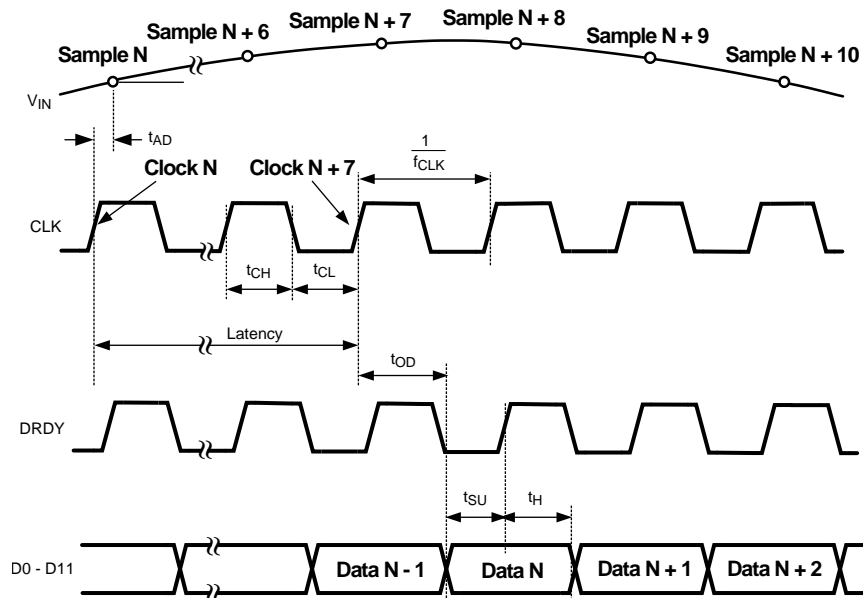 Sample N
Sample N + 6
Sample N + 7
Sample N + 8
Sample N + 9
Sample N + 10
VIN
tAD
Clock N
Clock N + 7
1
fCLK
CLK
tCH
tCL
Latency
tOD
DRDY
tSU
tH
D0 - D11
Data N - 1
Data N
Data N + 1
Data N + 2